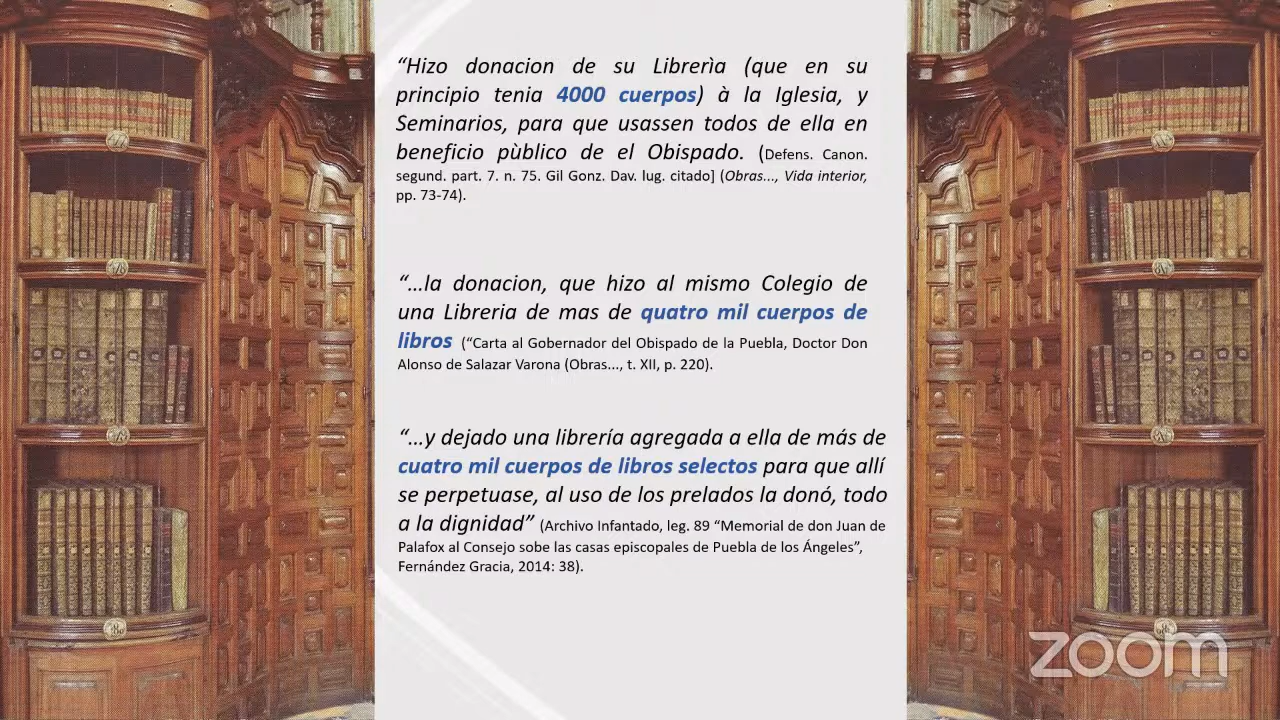 “Hizo donacion de su Librerìa (que en su
principio tenia 4000 cuerpos) à la Iglesia, y
Seminarios, para que usassen todos de ella en
beneficio pùblico de el Obispado. (Defens. Canon.
segund. part. 7. n. 75. Gil Gonz. Dav. lug. citado] (Obras..., Vida interior,
pp. 73-74).
“...la donacion, que hizo al mismo Colegio de
una Libreria de mas de quatro mil cuerpos de
libros (“Carta al Gobernador del Obispado de la Puebla, Doctor Don
Alonso de Salazar Varona (Obras..., t. XII, p. 220).
“...y dejado una librería agregada a ella de más de
cuatro mil cuerpos de libros selectos para que allí
se perpetuase, al uso de los prelados la donó, todo
a la dignidad” (Archivo Infantado, leg. 89 “Memorial de don Juan de
Palafox al Consejo sobe las casas episcopales de Puebla de los Ángeles”,
Fernández Gracia, 2014: 38).
zoom